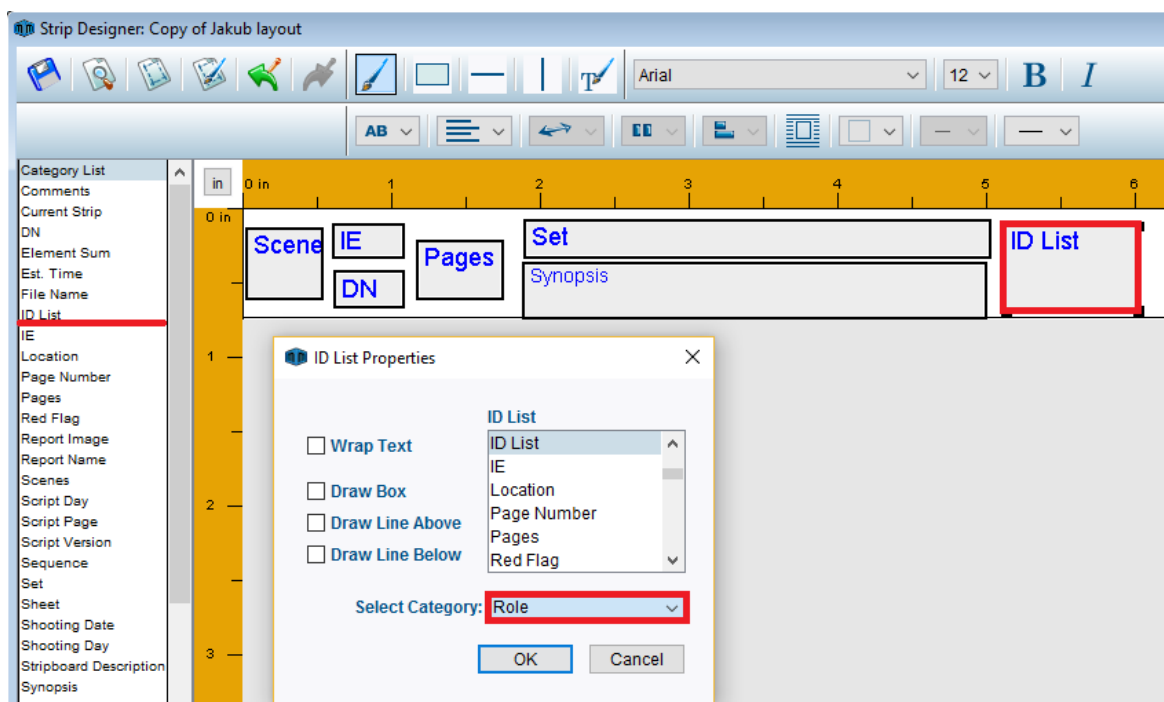 Strip Designer: Copy of Jakub layout
Arial
12
B
I
AB
Category List
Comments
Current Strip
DN
Element Sum
Est. Time
File Name
ID List
IE
Location
Page Number
Pages
Red Flag
Report Image
Report Name
Scenes
Script Day
Script Page
Script Version
Sequence
Set
Sheet
Shooting Date
Shooting Day
Stripboard Description
Synopsis
in
0 in 1 2 3 4 5 6
0 in
1
2
3
Scene
IE
DN
Pages
Set
Synopsis
ID List
ID List Properties
Wrap Text
Draw Box
Draw Line Above
Draw Line Below
ID List
ID List
IE
Location
Page Number
Pages
Red Flag
Select Category: Role
OK Cancel